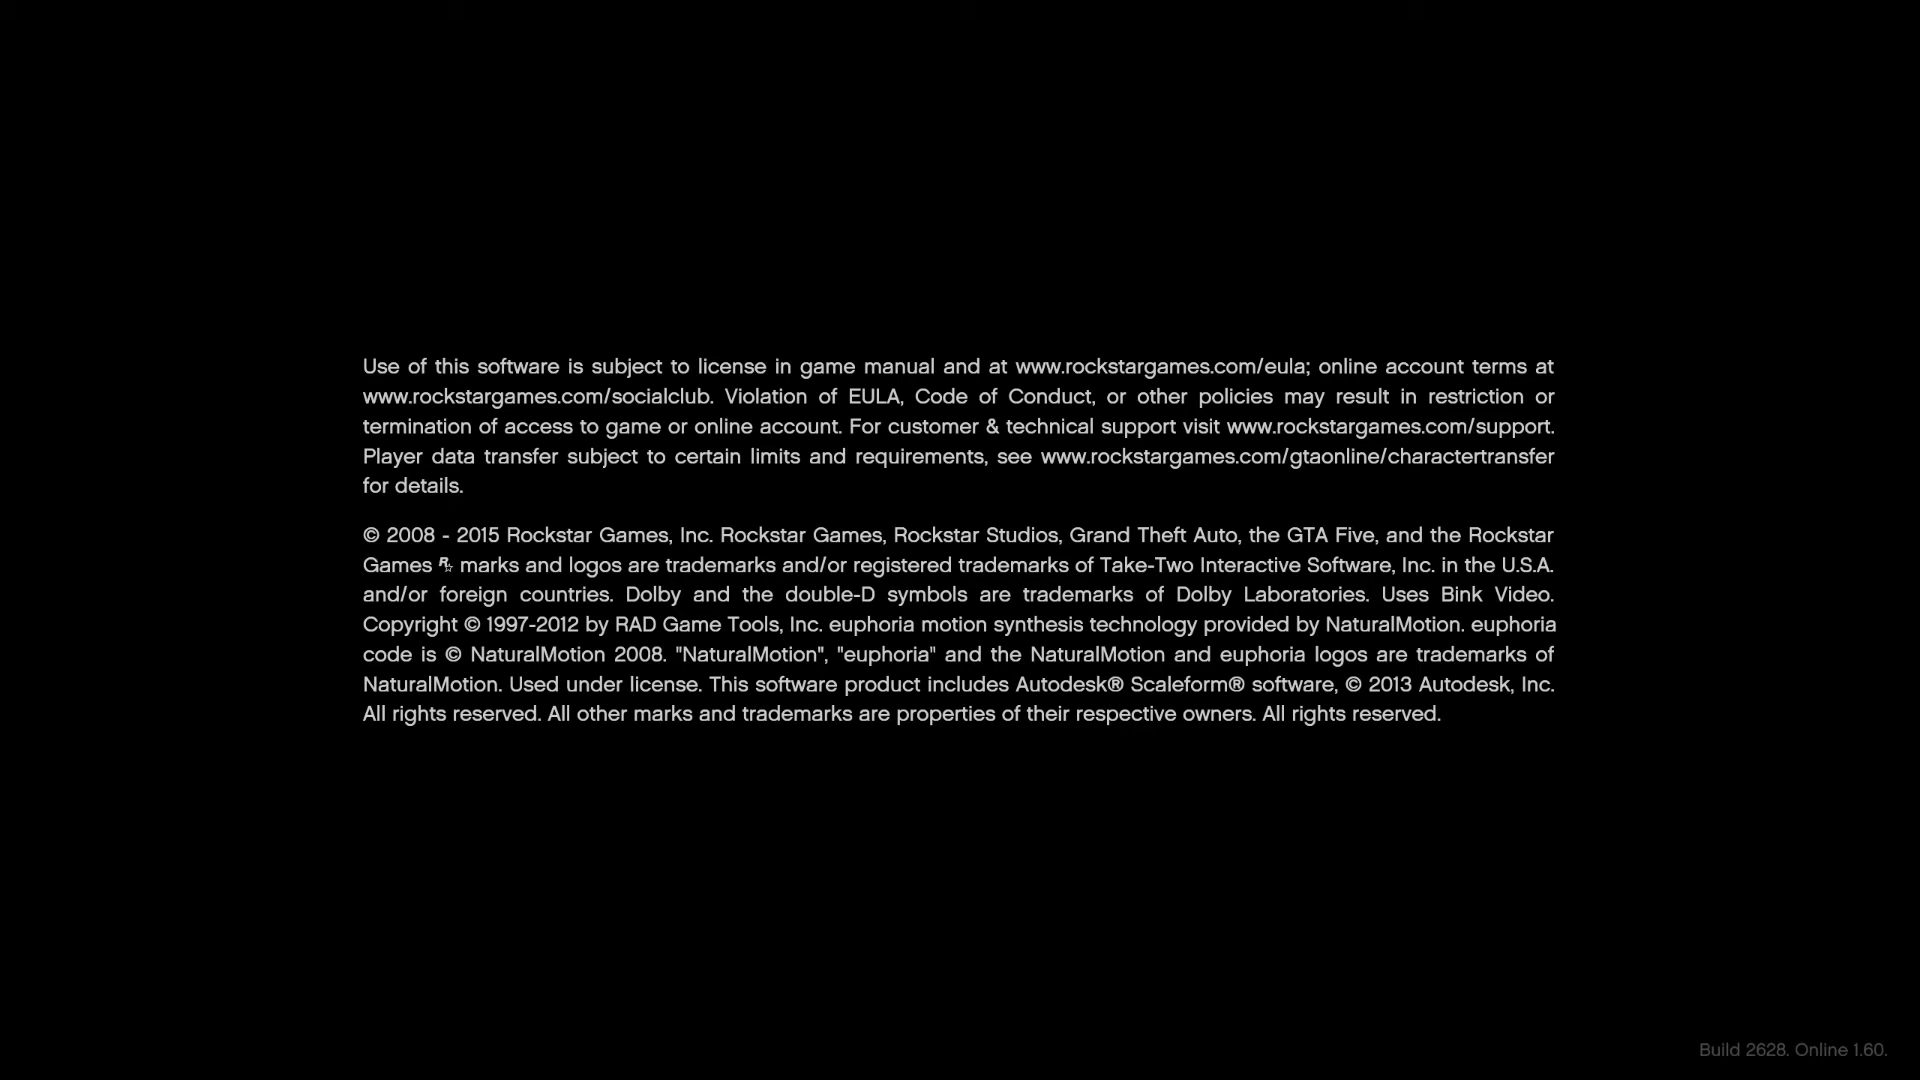 Use of this software is subject to license in game manual and at www.rockstargames.com/eula; online account terms at
www.rockstargames.com/socialclub. Violation of EULA, Code of Conduct, or other policies may result in restriction or
termination of access to game or online account. For customer & technical support visit www.rockstargames.com/support.
Player data transfer subject to certain limits and requirements, see www.rockstargames.com/gtaonline/charactertransfer
for details.
© 2008 - 2015 Rockstar Games, Inc. Rockstar Games, Rockstar Studios, Grand Theft Auto, the GTA Five, and the Rockstar
Games R☆ marks and logos are trademarks and/or registered trademarks of Take-Two Interactive Software, Inc. in the U.S.A.
and/or foreign countries. Dolby and the double-D symbols are trademarks of Dolby Laboratories. Uses Bink Video.
Copyright © 1997-2012 by RAD Game Tools, Inc. euphoria motion synthesis technology provided by NaturalMotion. euphoria
code is © NaturalMotion 2008. "NaturalMotion", "euphoria" and the NaturalMotion and euphoria logos are trademarks of
NaturalMotion. Used under license. This software product includes Autodesk® Scaleform® software, © 2013 Autodesk, Inc.
All rights reserved. All other marks and trademarks are properties of their respective owners. All rights reserved.
Build 2628. Online 1.60.